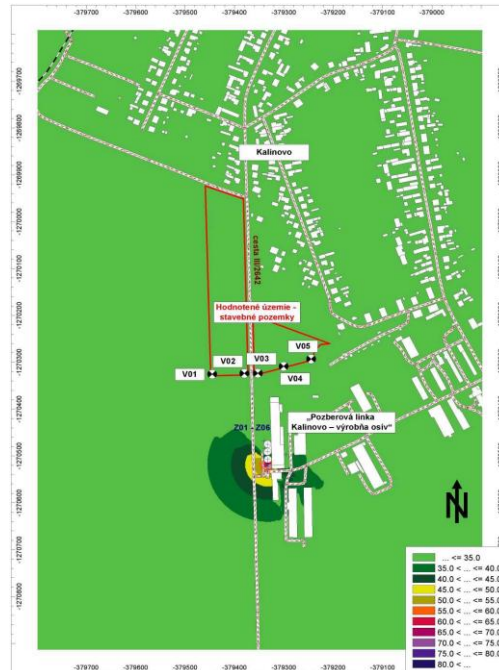 -379700 -379600 -379500 -379400 -379300 -379200 -379100 -379000
-1269700
-1269800
-1269900
-1270000
-1270100
-1270200
-1270300
-1270400
-1270500
-1270600
-1270700
-1270800
Kalinovo
cesta III/2642
Hodnotené územie -
stavebné pozemky
V05
V02
V03
V01
V04
Z01 - Z06
„Pozberová linka
Kalinovo – výrobňa osív“
N
... <= 35.0
35.0 < ... <= 40.0
40.0 < ... <= 45.0
45.0 < ... <= 50.0
50.0 < ... <= 55.0
55.0 < ... <= 60.0
60.0 < ... <= 65.0
65.0 < ... <= 70.0
70.0 < ... <= 75.0
75.0 < ... <= 80.0
80.0 < ...
-379700 -379600 -379500 -379400 -379300 -379200 -379100 -379000